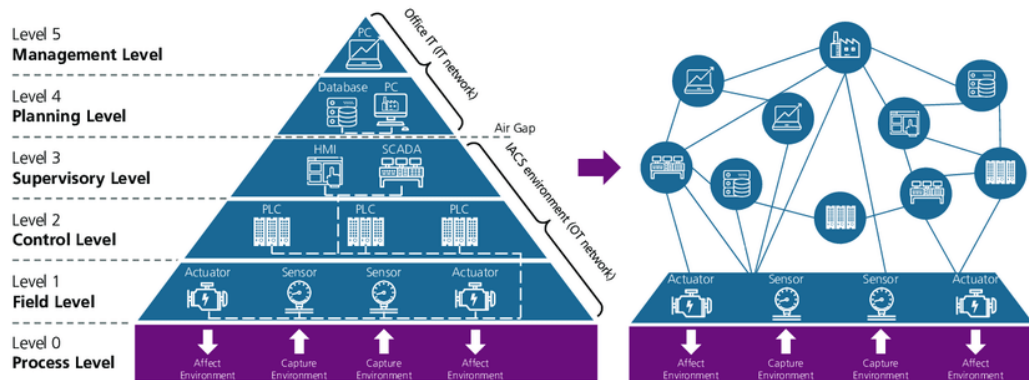 Level 5
Management Level
PC
Office IT (IT network)
Level 4
Planning Level
Database
PC
Air Gap
Level 3
Supervisory Level
HMI
SCADA
IACS environment (OT network)
Level 2
Control Level
PLC
PLC
PLC
Level 1
Field Level
Actuator
Sensor
Sensor
Actuator
Level 0
Process Level
Affect
Environment
Capture
Environment
Capture
Environment
Affect
Environment
Actuator
Sensor
Sensor
Actuator
Affect
Environment
Capture
Environment
Capture
Environment
Affect
Environment